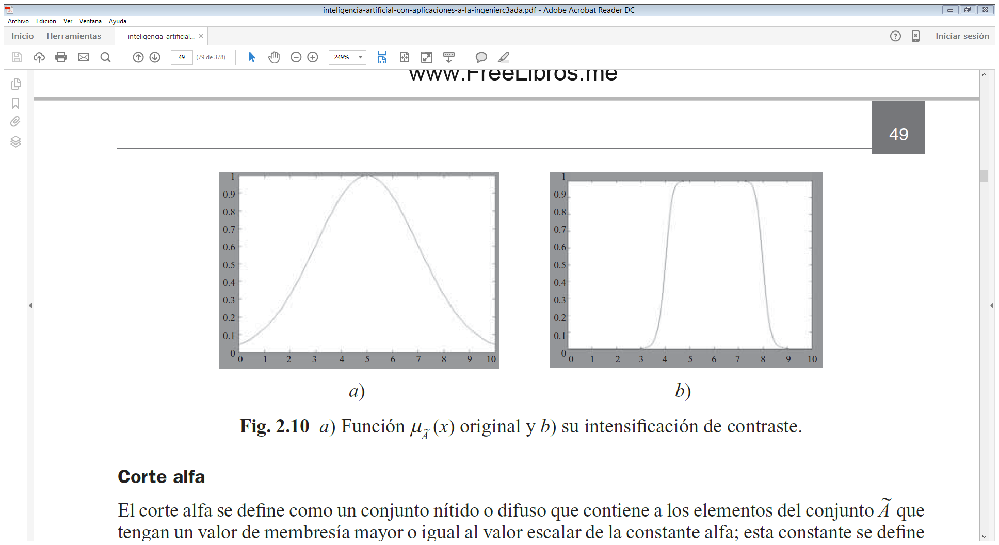 inteligencia-artificial-con-aplicaciones-a-la-ingenierc3ada.pdf - Adobe Acrobat Reader DC
Archivo Edición Ver Ventana Ayuda
Inicio Herramientas inteligencia-artificial... × Iniciar sesión
49 (79 de 378) 249%
www.FreeLibros.me
49
1
0.9
0.8
0.7
0.6
0.5
0.4
0.3
0.2
0.1
0
0 1 2 3 4 5 6 7 8 9 10
a)
1
0.9
0.8
0.7
0.6
0.5
0.4
0.3
0.2
0.1
0
0 1 2 3 4 5 6 7 8 9 10
b)
Fig. 2.10 a) Función μ_Ã (x) original y b) su intensificación de contraste.
Corte alfa
El corte alfa se define como un conjunto nítido o difuso que contiene a los elementos del conjunto Ã que
tengan un valor de membresía mayor o igual al valor escalar de la constante alfa; esta constante se define